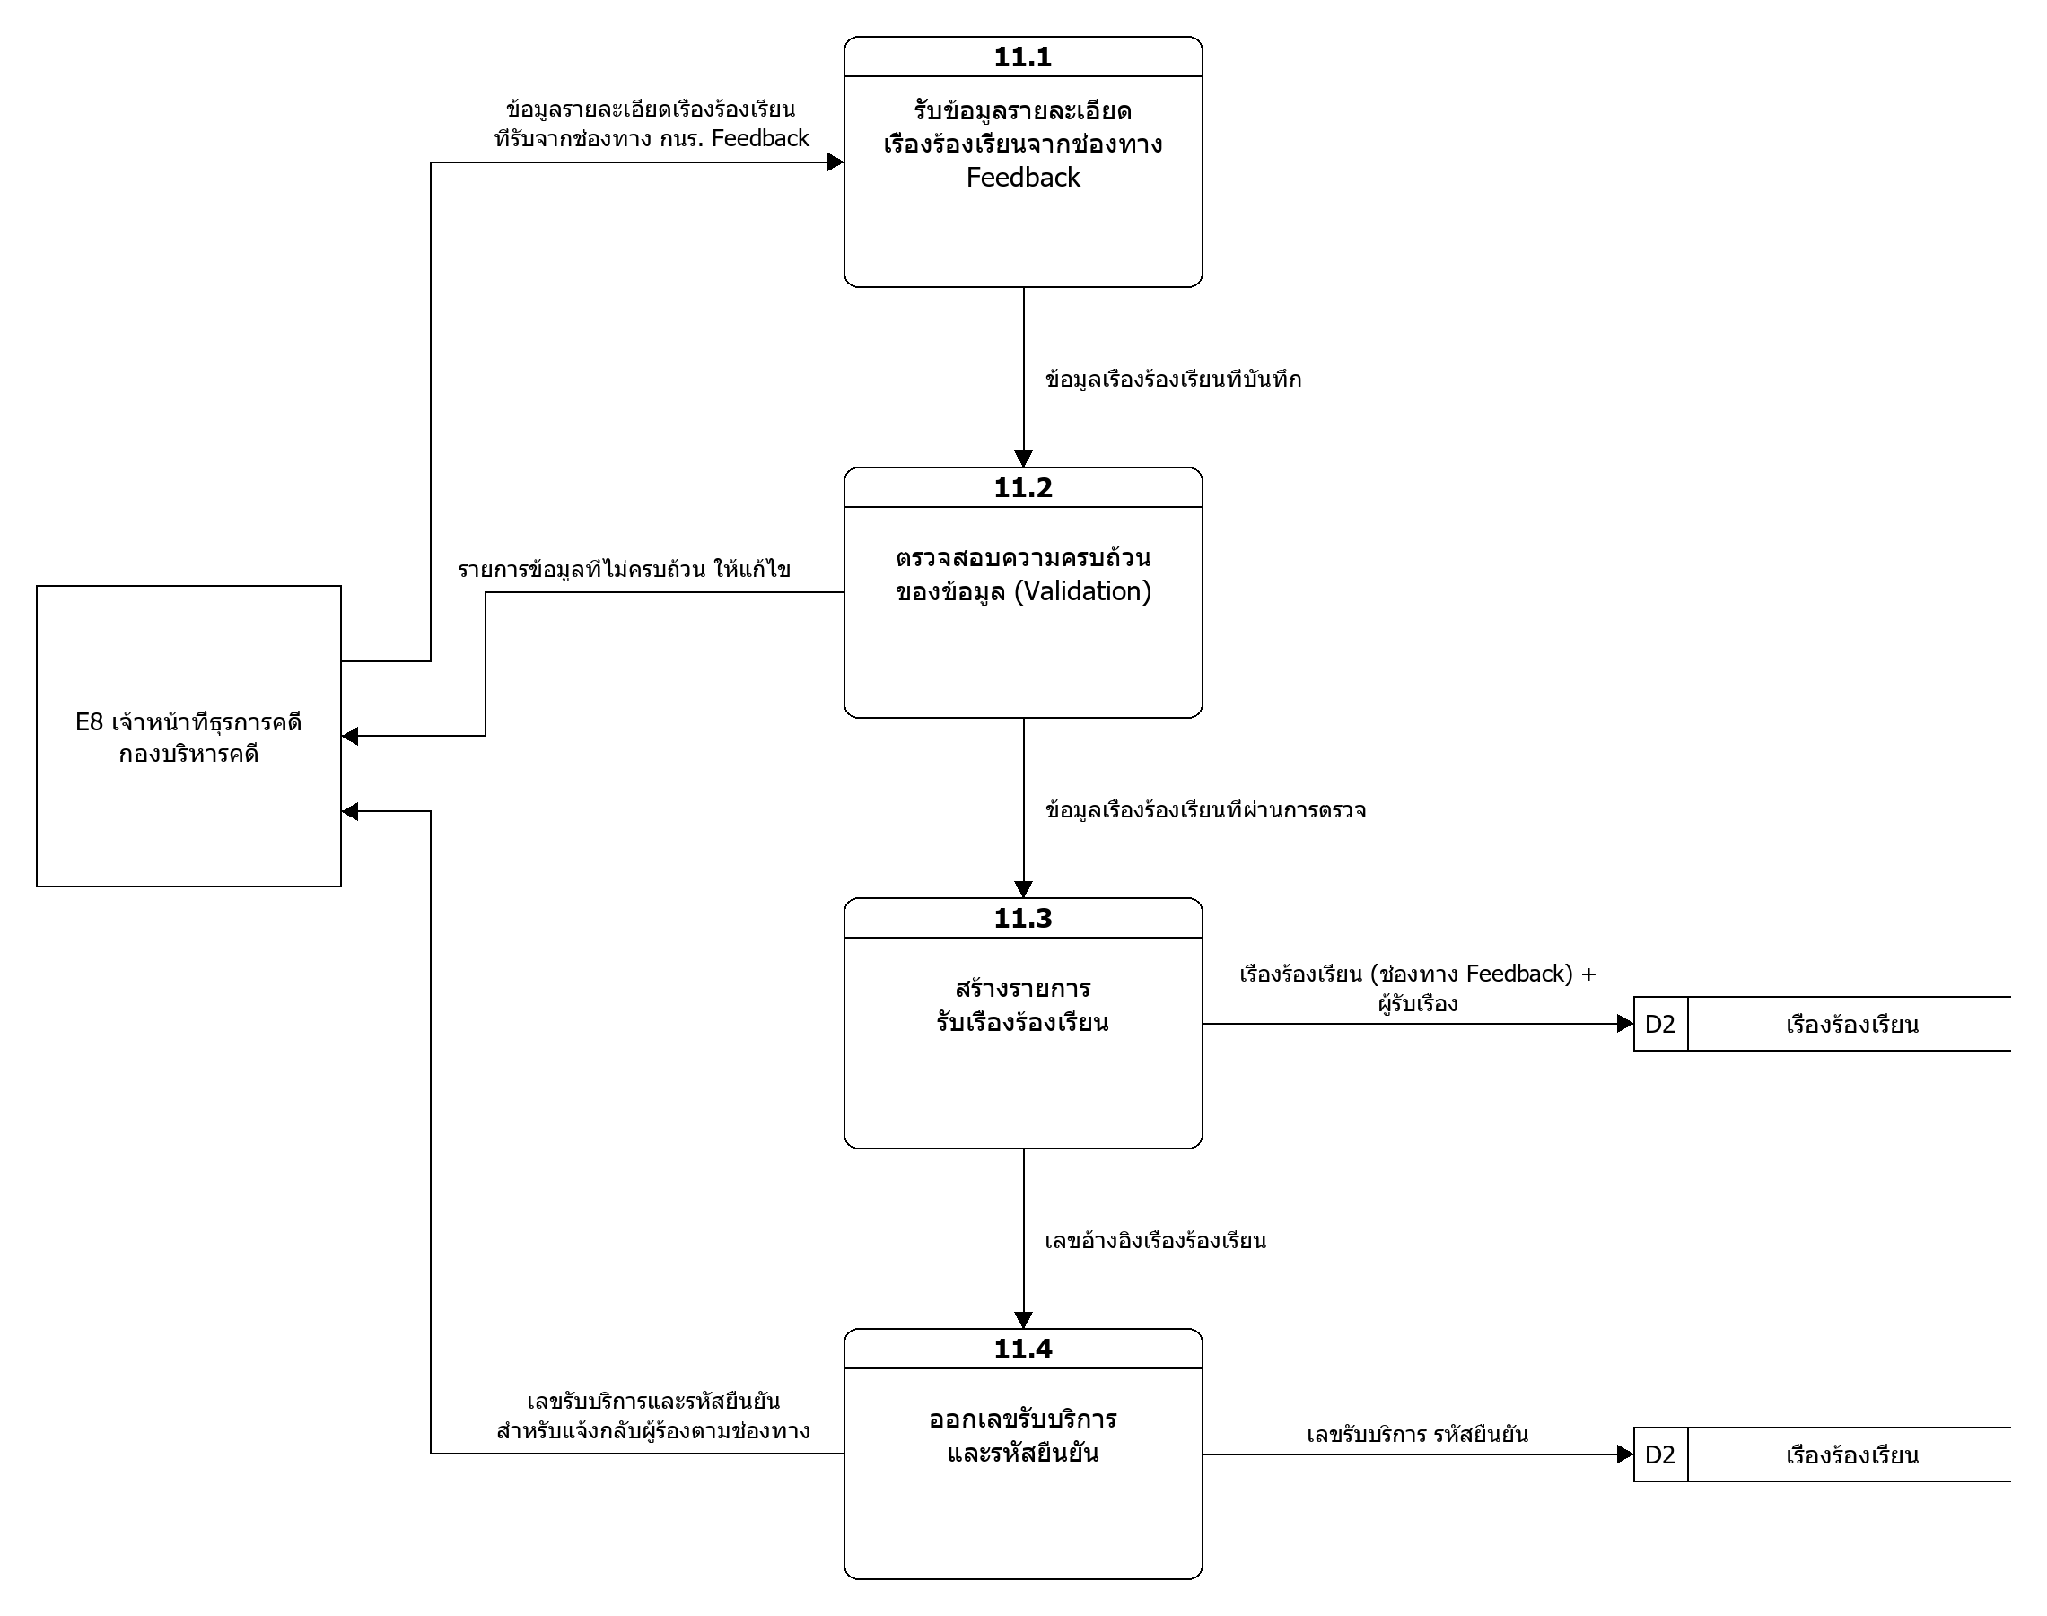 11.1
รับข้อมูลรายละเอียด
เรื่องร้องเรียนจากช่องทาง
Feedback
ข้อมูลรายละเอียดเรื่องร้องเรียน
ที่รับจากช่องทาง กนร. Feedback
ข้อมูลเรื่องร้องเรียนที่บันทึก
11.2
ตรวจสอบความครบถ้วน
ของข้อมูล (Validation)
รายการข้อมูลที่ไม่ครบถ้วน ให้แก้ไข
E8 เจ้าหน้าที่ธุรการคดี
กองบริหารคดี
ข้อมูลเรื่องร้องเรียนที่ผ่านการตรวจ
11.3
สร้างรายการ
รับเรื่องร้องเรียน
เรื่องร้องเรียน (ช่องทาง Feedback) +
ผู้รับเรื่อง
D2 เรื่องร้องเรียน
เลขอ้างอิงเรื่องร้องเรียน
11.4
ออกเลขรับบริการ
และรหัสยืนยัน
เลขรับบริการและรหัสยืนยัน
สำหรับแจ้งกลับผู้ร้องตามช่องทาง
เลขรับบริการ รหัสยืนยัน
D2 เรื่องร้องเรียน